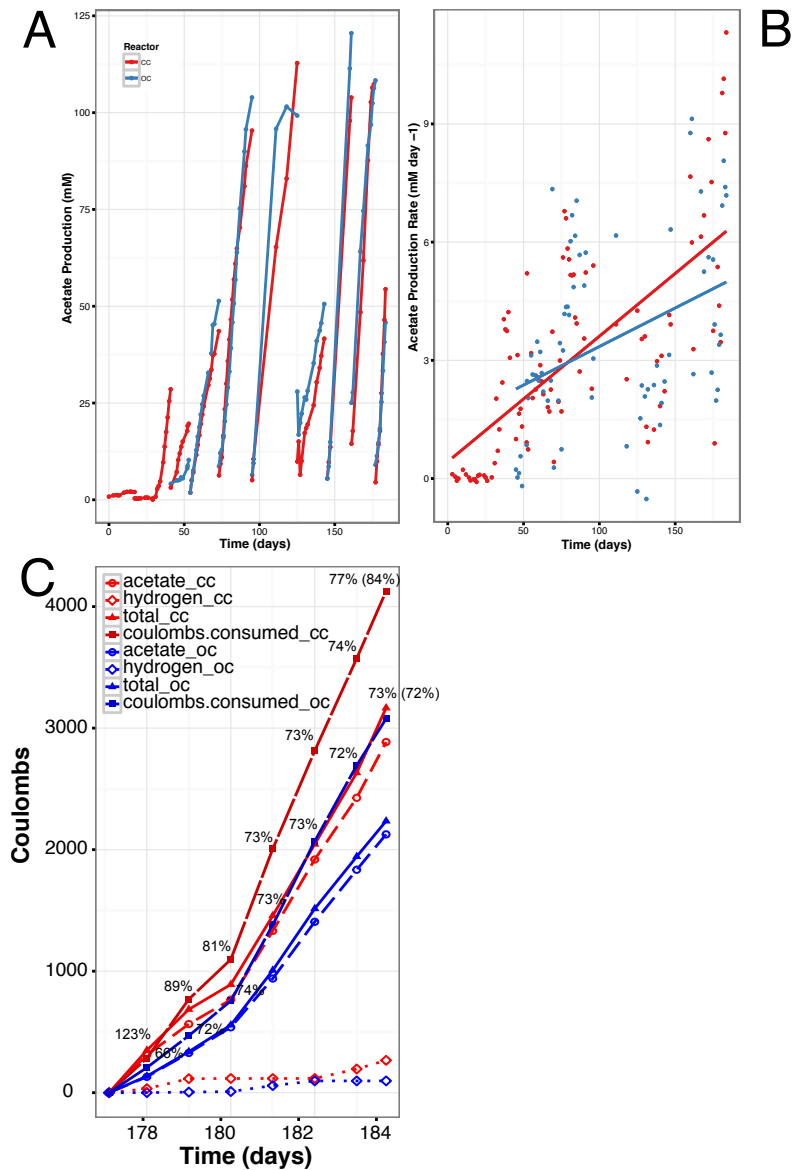 A
B
125
100
75
50
25
0
Reactor
CC
OC
Acetate Production (mM)
0
50
100
150
Time (days)
9
6
3
0
Acetate Production Rate (mM day −1)
0
50
100
150
Time (days)
C
acetate_cc
hydrogen_cc
total_cc
coulombs.consumed_cc
acetate_oc
hydrogen_oc
total_oc
coulombs.consumed_oc
77% (84%)
74%
73% (72%)
73%
72%
73%
73%
73%
81%
74%
89%
72%
123%
66%
4000
3000
2000
1000
0
Coulombs
178
180
182
184
Time (days)